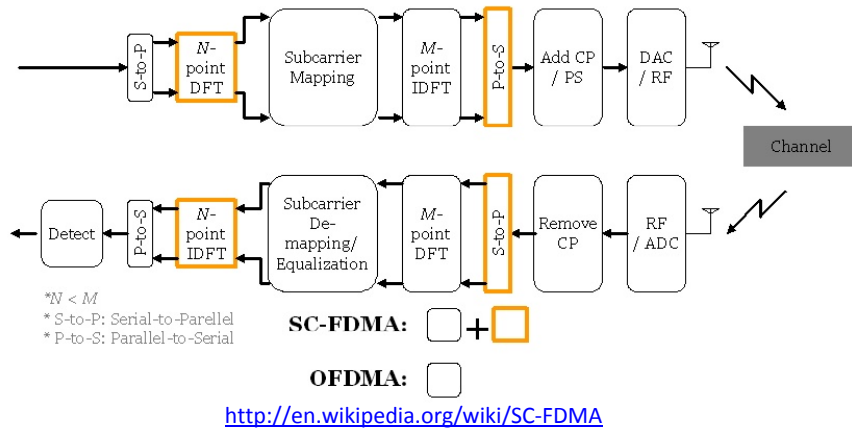 S-to-P
N-
point
DFT
Subcarrier
Mapping
M-
point
IDFT
P-to-S
Add CP
/ PS
DAC
/ RF
Channel
Detect
P-to-S
N-
point
IDFT
Subcarrier
De-
mapping/
Equalization
M-
point
DFT
S-to-P
Remove
CP
RF
/ ADC
*N < M
* S-to-P: Serial-to-Parellel
* P-to-S: Parallel-to-Serial
SC-FDMA: +
OFDMA:
http://en.wikipedia.org/wiki/SC-FDMA